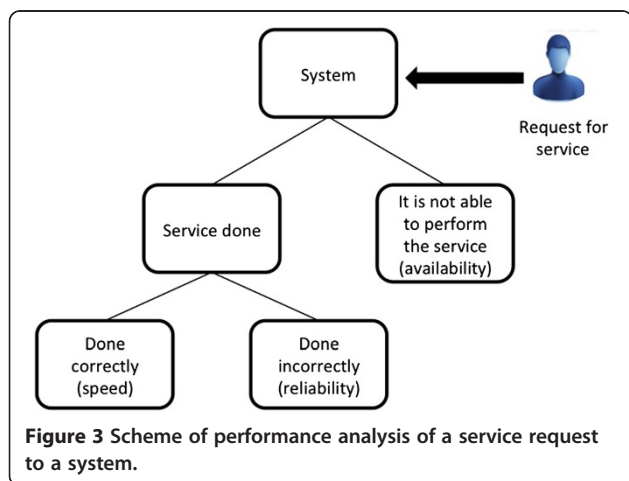 System
Request for
service
Service done
It is not able
to perform
the service
(availability)
Done
correctly
(speed)
Done
incorrectly
(reliability)
Figure 3 Scheme of performance analysis of a service request
to a system.